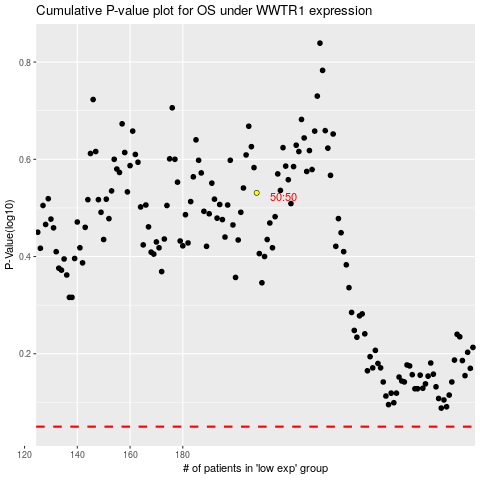 Cumulative P-value plot for OS under WWTR1 expression
P-Value(log10)
0.8
0.6
0.4
0.2
50:50
120 140 160 180
# of patients in 'low exp' group